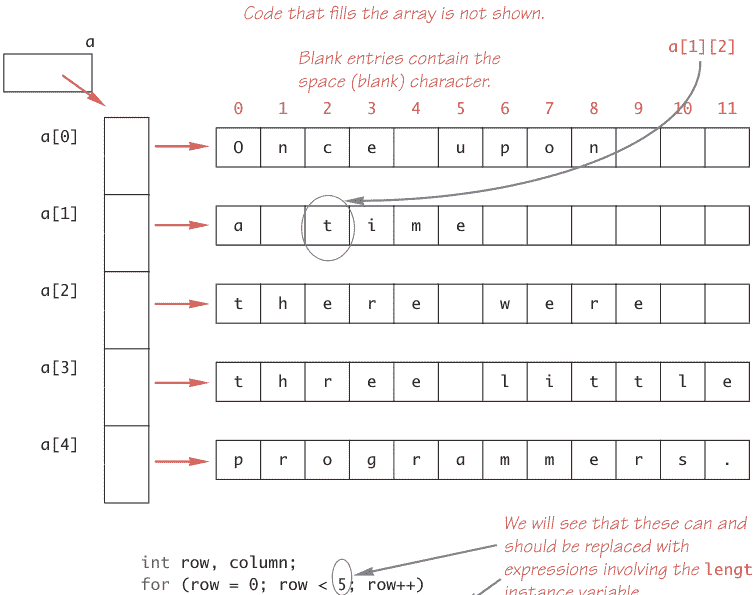 Code that fills the array is not shown.
a
Blank entries contain the
space (blank) character.
a[1][2]
0 1 2 3 4 5 6 7 8 9 10 11
a[0] O n c e u p o n
a[1] a t i m e
a[2] t h e r e w e r e
a[3] t h r e e l i t t l e
a[4] p r o g r a m m e r s .
We will see that these can and
should be replaced with
int row, column;
expressions involving the lengt
for (row = 0; row < 5; row++)
instance variable